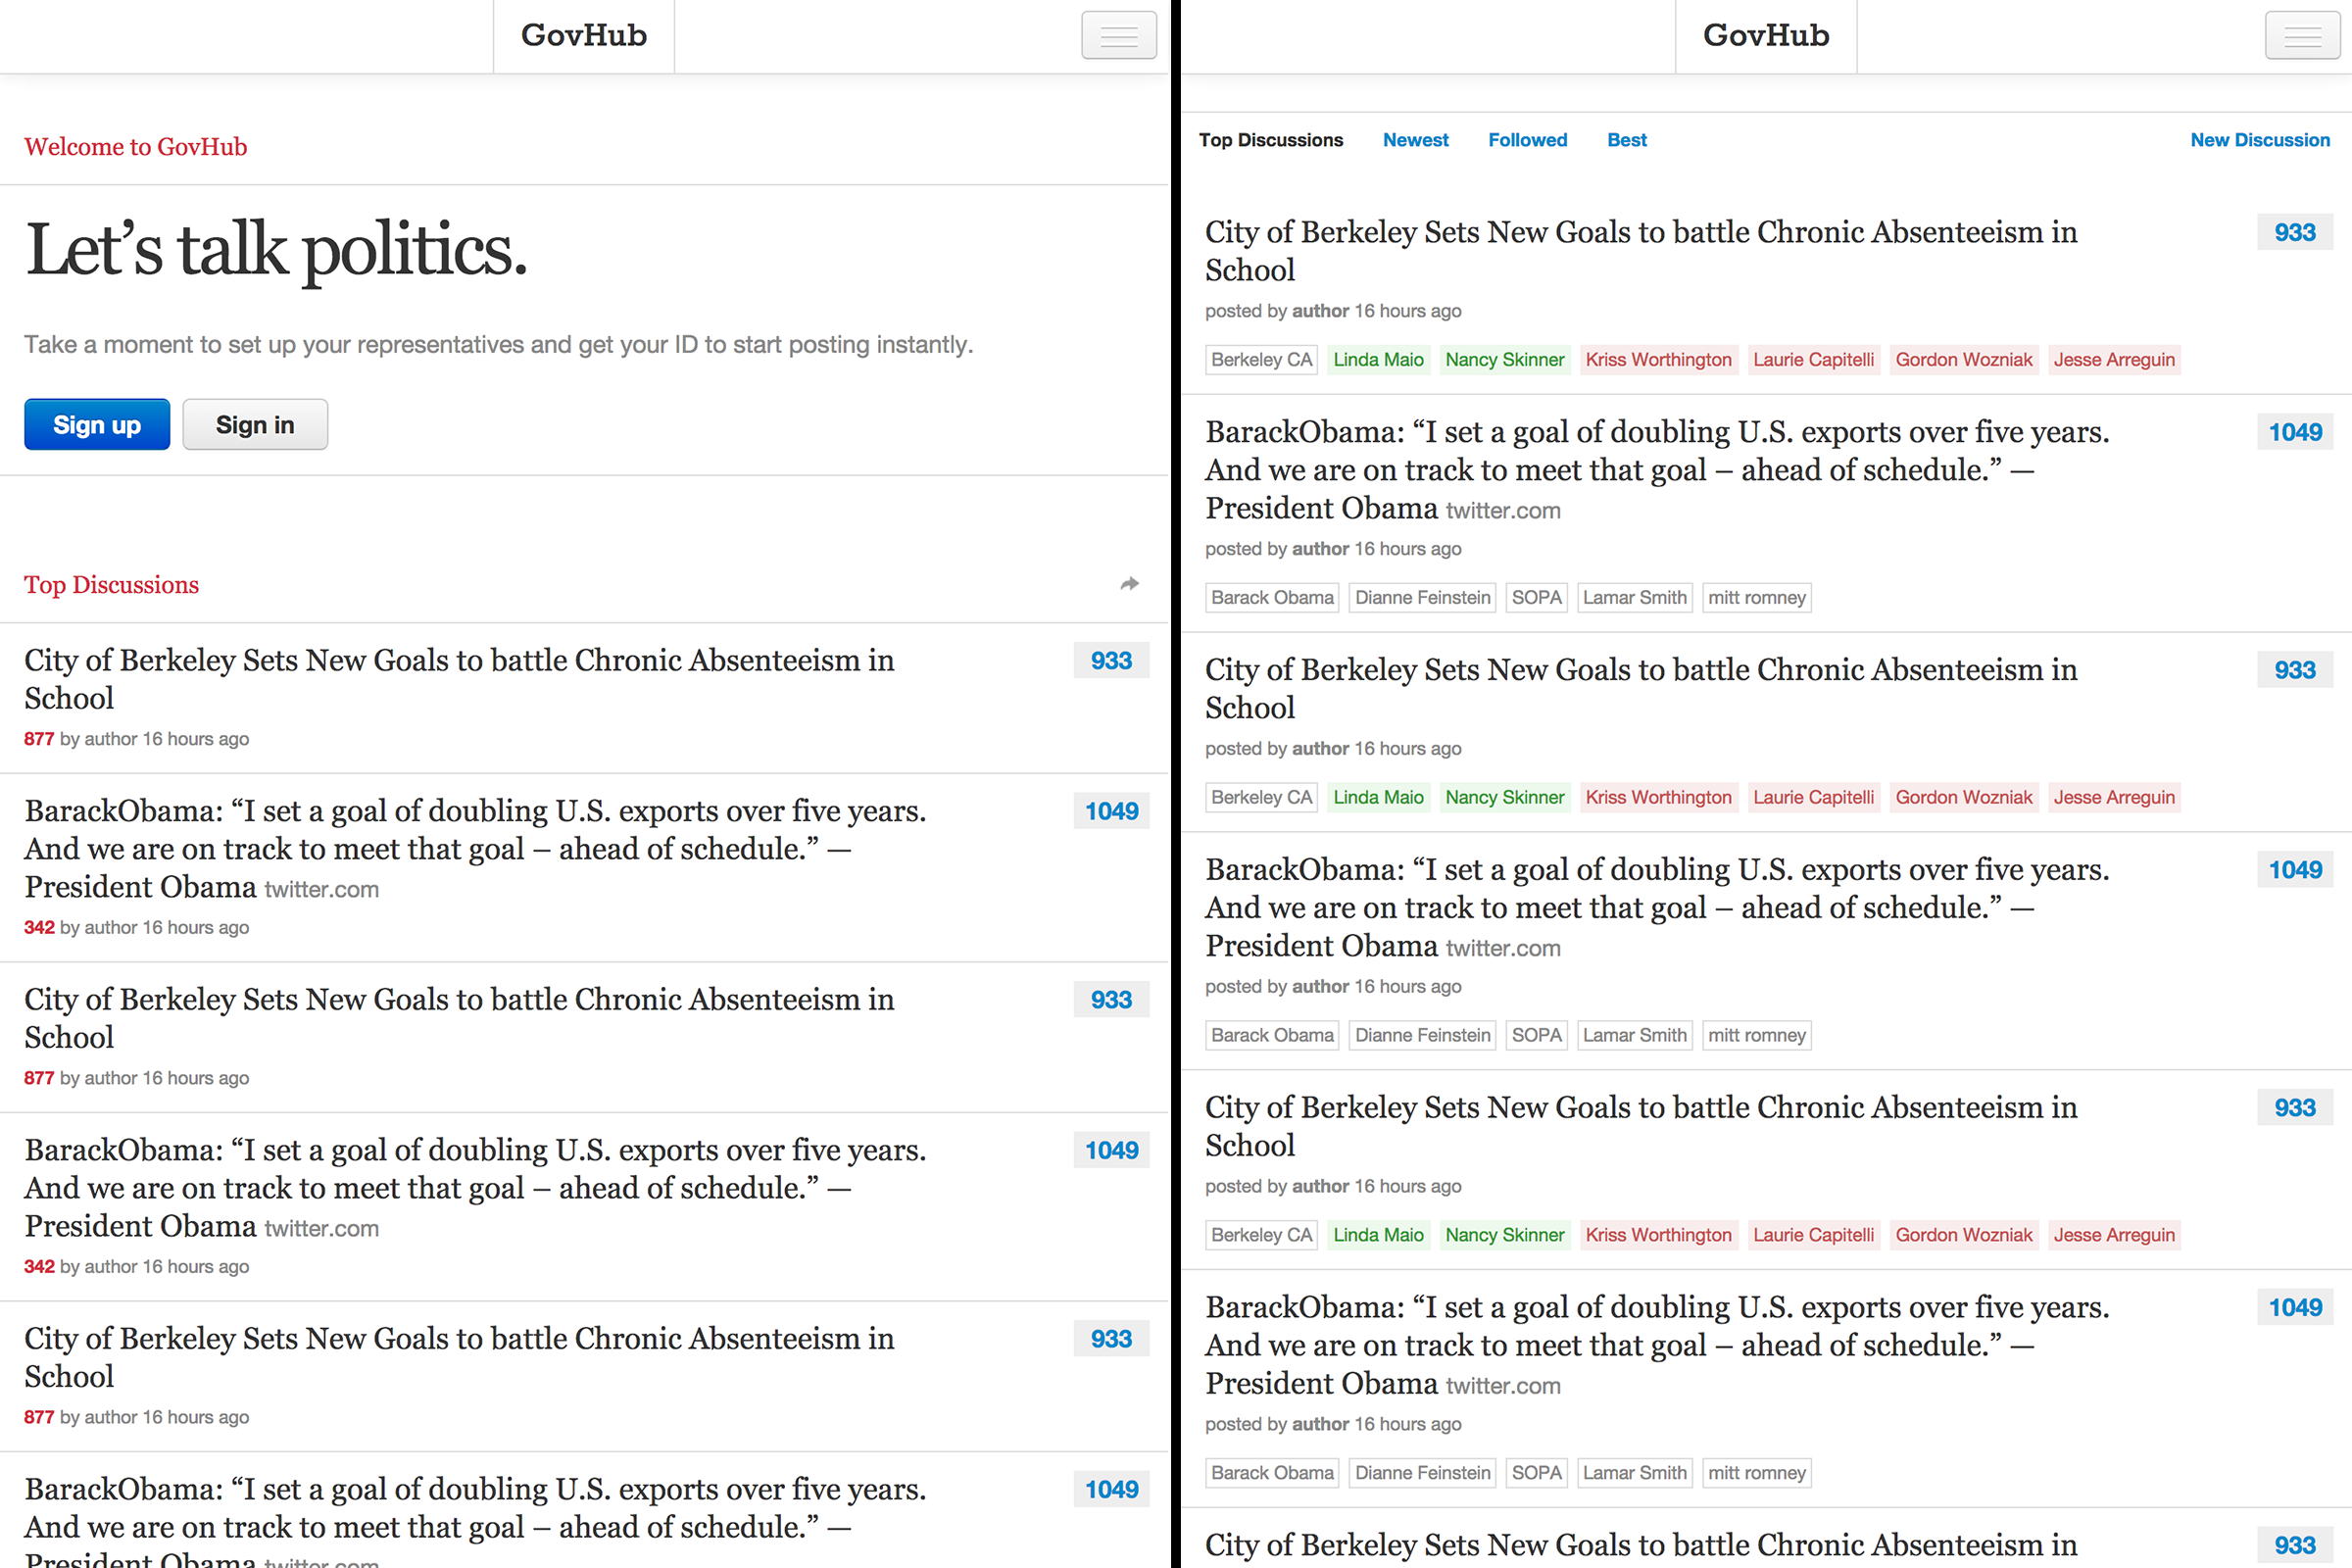 GovHub
Welcome to GovHub
Let’s talk politics.
Take a moment to set up your representatives and get your ID to start posting instantly.
Sign up
Sign in
Top Discussions
City of Berkeley Sets New Goals to battle Chronic Absenteeism in
School
933
877 by author 16 hours ago
BarackObama: “I set a goal of doubling U.S. exports over five years.
And we are on track to meet that goal – ahead of schedule.” —
President Obama twitter.com
1049
342 by author 16 hours ago
City of Berkeley Sets New Goals to battle Chronic Absenteeism in
School
933
877 by author 16 hours ago
BarackObama: “I set a goal of doubling U.S. exports over five years.
And we are on track to meet that goal – ahead of schedule.” —
President Obama twitter.com
1049
342 by author 16 hours ago
City of Berkeley Sets New Goals to battle Chronic Absenteeism in
School
933
877 by author 16 hours ago
BarackObama: “I set a goal of doubling U.S. exports over five years.
And we are on track to meet that goal – ahead of schedule.” —
President Obama twitter.com
1049
GovHub
Top Discussions Newest Followed Best New Discussion
City of Berkeley Sets New Goals to battle Chronic Absenteeism in
School
933
posted by author 16 hours ago
Berkeley CA Linda Maio Nancy Skinner Kriss Worthington Laurie Capitelli Gordon Wozniak Jesse Arreguin
BarackObama: “I set a goal of doubling U.S. exports over five years.
And we are on track to meet that goal – ahead of schedule.” —
President Obama twitter.com
1049
posted by author 16 hours ago
Barack Obama Dianne Feinstein SOPA Lamar Smith mitt romney
City of Berkeley Sets New Goals to battle Chronic Absenteeism in
School
933
posted by author 16 hours ago
Berkeley CA Linda Maio Nancy Skinner Kriss Worthington Laurie Capitelli Gordon Wozniak Jesse Arreguin
BarackObama: “I set a goal of doubling U.S. exports over five years.
And we are on track to meet that goal – ahead of schedule.” —
President Obama twitter.com
1049
posted by author 16 hours ago
Barack Obama Dianne Feinstein SOPA Lamar Smith mitt romney
City of Berkeley Sets New Goals to battle Chronic Absenteeism in
School
933
posted by author 16 hours ago
Berkeley CA Linda Maio Nancy Skinner Kriss Worthington Laurie Capitelli Gordon Wozniak Jesse Arreguin
BarackObama: “I set a goal of doubling U.S. exports over five years.
And we are on track to meet that goal – ahead of schedule.” —
President Obama twitter.com
1049
posted by author 16 hours ago
Barack Obama Dianne Feinstein SOPA Lamar Smith mitt romney
City of Berkeley Sets New Goals to battle Chronic Absenteeism in
933